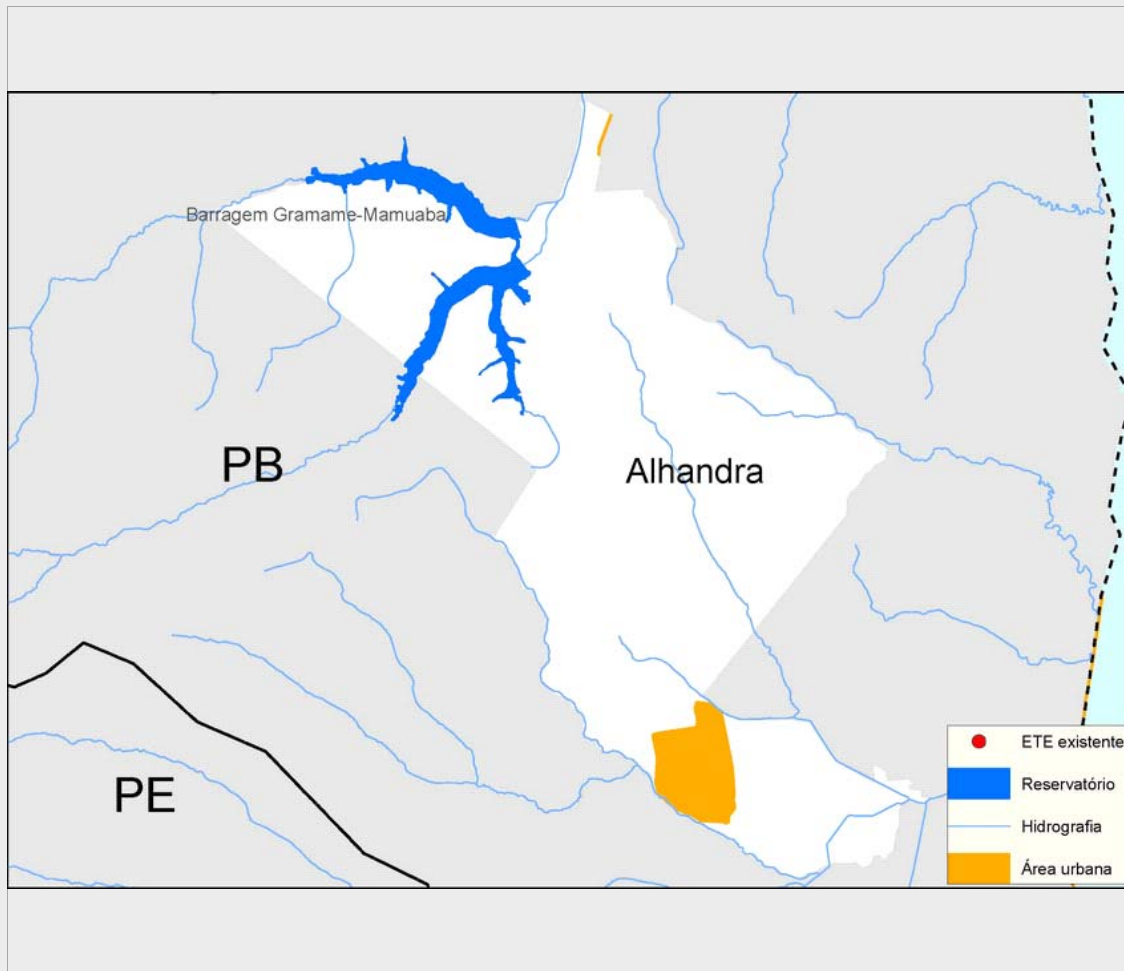 Barragem Gramame-Mamuaba
PB
Alhandra
PE
ETE existente
Reservatório
Hidrografia
Área urbana